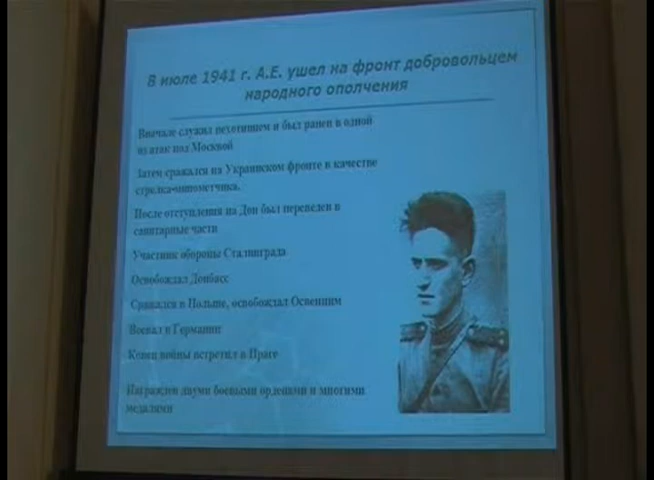 В июле 1941 г. А.Е. ушел на фронт добровольцем
народного ополчения
Вначале служил пехотинцем и был ранен в одной
из атак под Москвой
Затем сражался на Украинском фронте в качестве
стрелка-минометчика.
После отступления на Дон был переведен в
санитарные части
Участник обороны Сталинграда
Освобождал Донбасс
Сражался в Польше, освобождал Освенцим
Воевал в Германии
Конец войны встретил в Праге
Награжден двумя боевыми орденами и многими
медалями